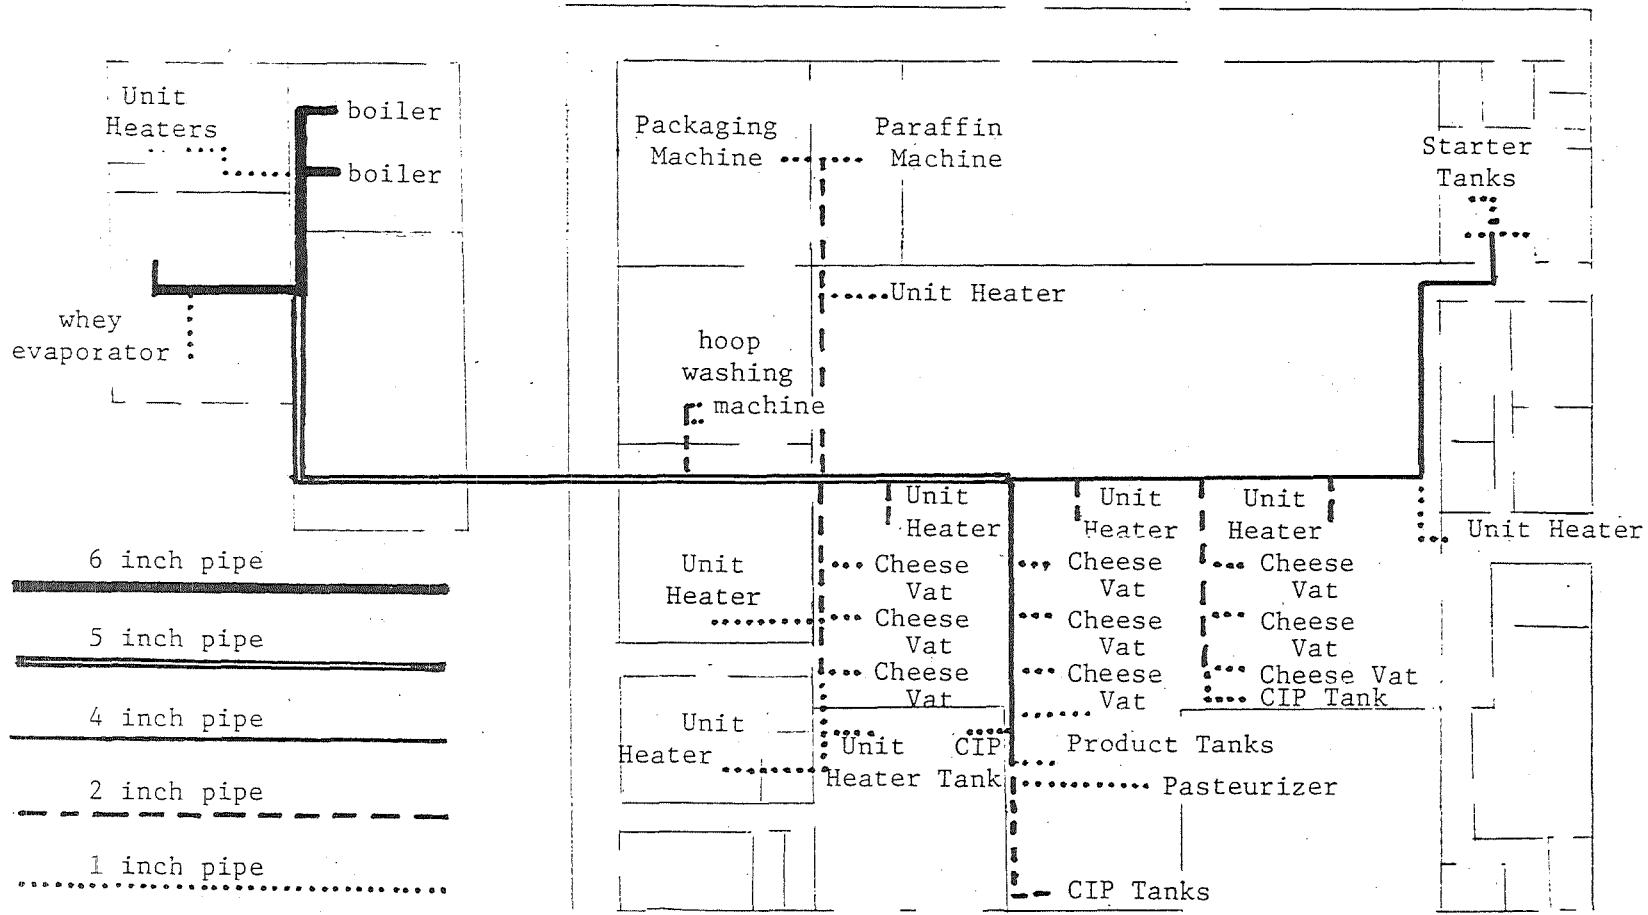 Unit
Heaters
boiler
boiler
whey
evaporator
Packaging
Machine
Paraffin
Machine
Starter
Tanks
Unit Heater
hoop
washing
machine
Unit
Heater
Unit
Heater
Unit
Heater
Unit Heater
Unit
Heater
Cheese
Vat
Cheese
Vat
Cheese
Vat
Cheese
Vat
Cheese
Vat
Cheese
Vat
Cheese
Vat
Cheese
Vat
Cheese Vat
CIP Tank
Unit
Heater
Unit
Heater
CIP
Tank
Product Tanks
Pasteurizer
CIP Tanks
6 inch pipe
5 inch pipe
4 inch pipe
2 inch pipe
1 inch pipe